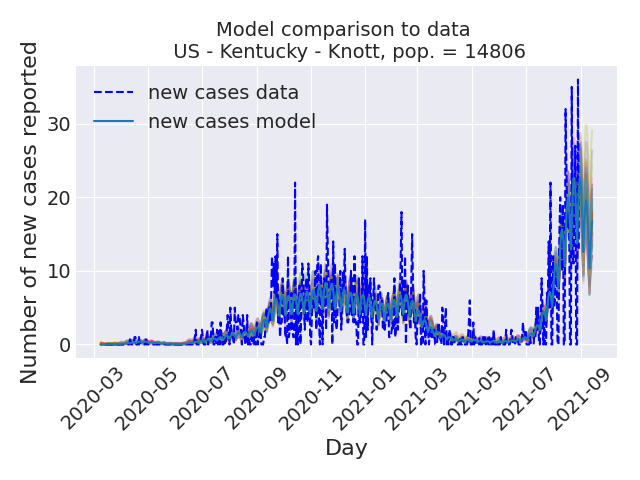 Model comparison to data
US - Kentucky - Knott, pop. = 14806
Number of new cases reported
new cases data
new cases model
30
20
10
0
2020-03
2020-05
2020-07
2020-09
2020-11
2021-01
2021-03
2021-05
2021-07
2021-09
Day